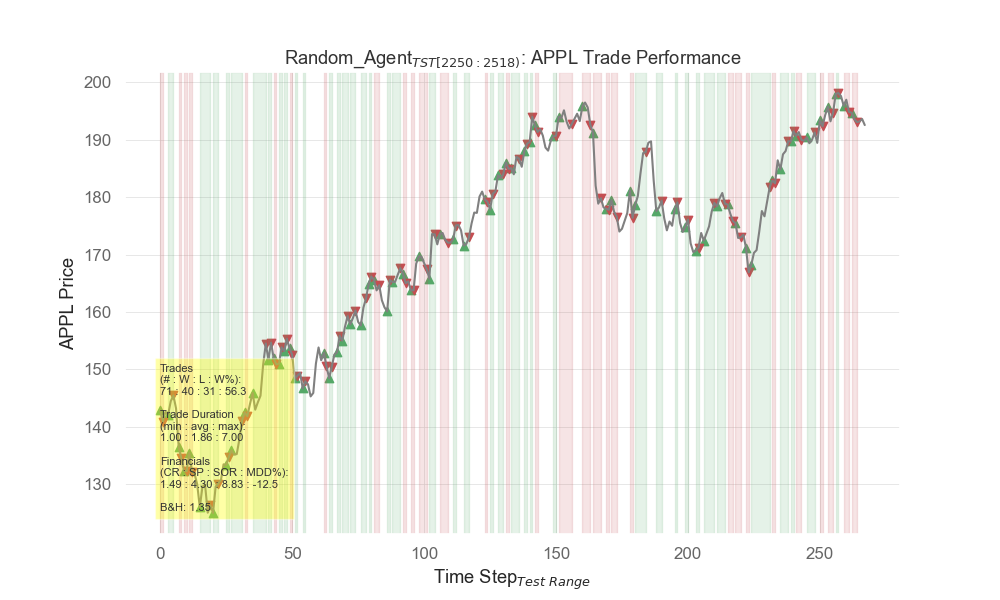 Random_Agent TST[2250 : 2518) : APPL Trade Performance
200
190
180
170
160
150
140
130
APPL Price
Trades
(# : W : L : W%):
71 : 40 : 31 : 56.3
Trade Duration
(min : avg : max):
1.00 : 1.86 : 7.00
Financials
(CR : SP : SOR : MDD%):
1.49 : 4.30 : 8.83 : -12.5
B&H: 1.35
0 50 100 150 200 250
Time Step Test Range